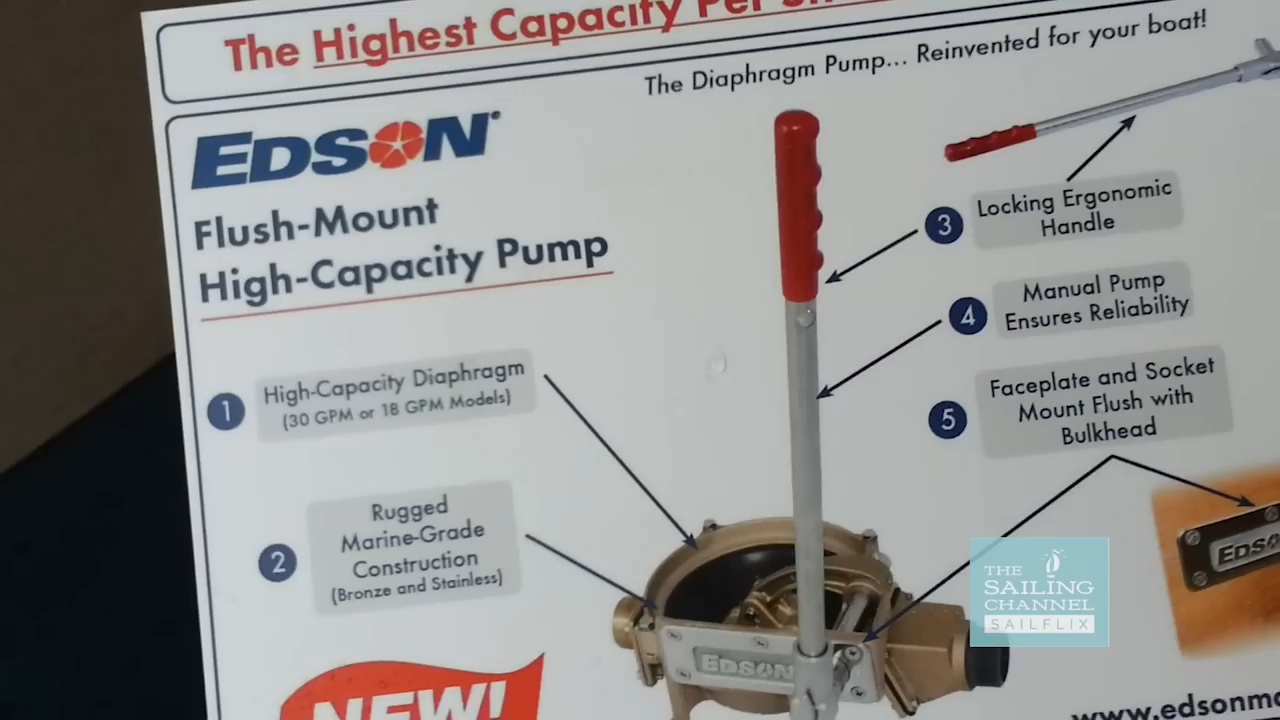 The Highest Capacity Per
The Diaphragm Pump... Reinvented for your boat!
EDSON
Flush-Mount
High-Capacity Pump
1
High-Capacity Diaphragm
(30 GPM or 18 GPM Models)
2
Rugged
Marine-Grade
Construction
(Bronze and Stainless)
3
Locking Ergonomic
Handle
4
Manual Pump
Ensures Reliability
5
Faceplate and Socket
Mount Flush with
Bulkhead
EDSON
EDSO
THE
SAILING
CHANNEL
SAILFLIX
NEW!
www.edsonma